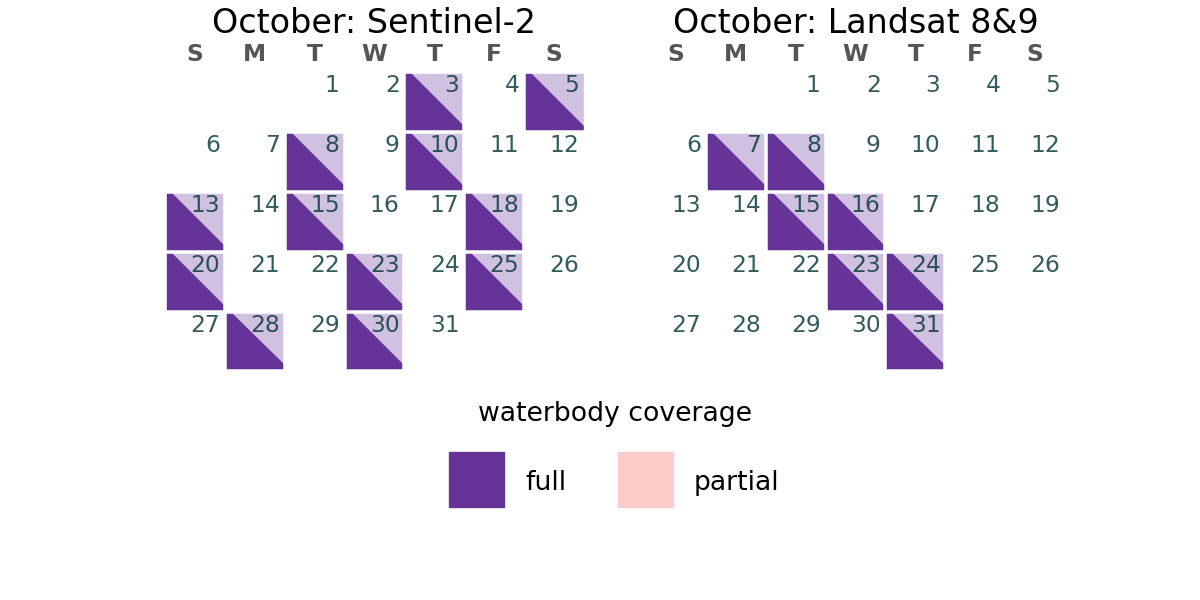 October: Sentinel-2
S M T W T F S
1 2 3 4 5
6 7 8 9 10 11 12
13 14 15 16 17 18 19
20 21 22 23 24 25 26
27 28 29 30 31
October: Landsat 8&9
S M T W T F S
1 2 3 4 5
6 7 8 9 10 11 12
13 14 15 16 17 18 19
20 21 22 23 24 25 26
27 28 29 30 31
waterbody coverage
full partial